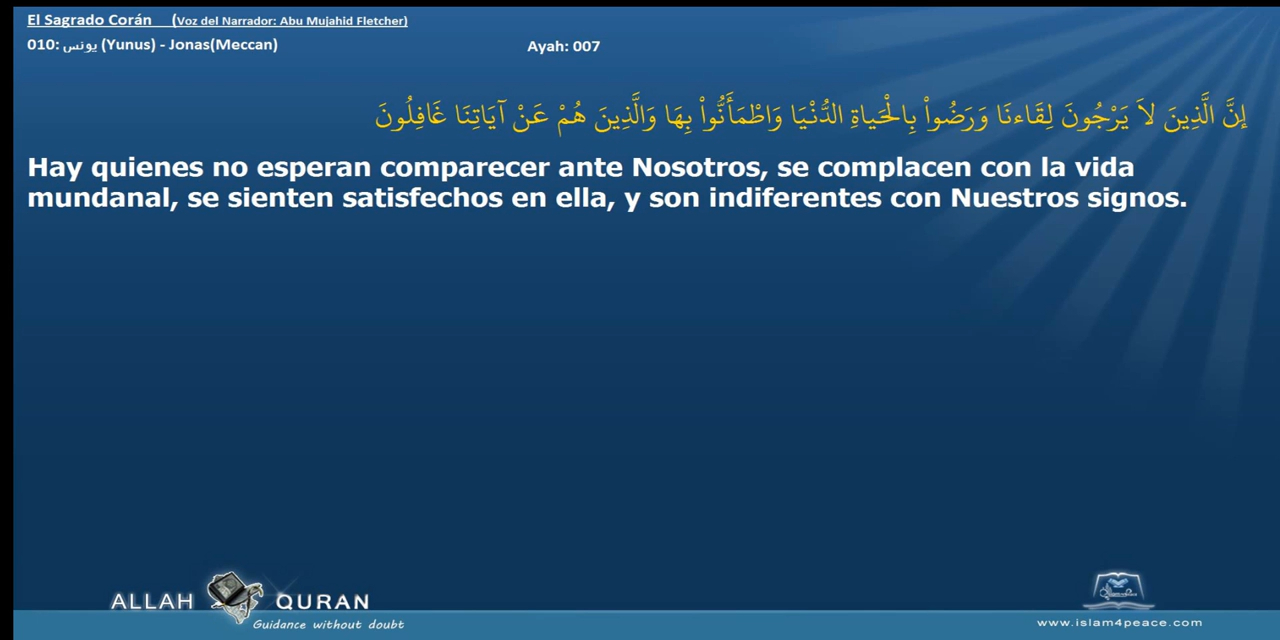 El Sagrado Corán (Voz del Narrador: Abu Mujahid Fletcher)
010: يونس (Yunus) - Jonas(Meccan) Ayah: 007
إِنَّ الَّذِينَ لاَ يَرْجُونَ لِقَاءنَا وَرَضُواْ بِالْحَياةِ الدُّنْيَا وَاطْمَأَنُّواْ بِهَا وَالَّذِينَ هُمْ عَنْ آيَاتِنَا غَافِلُونَ
Hay quienes no esperan comparecer ante Nosotros, se complacen con la vida
mundanal, se sienten satisfechos en ella, y son indiferentes con Nuestros signos.
ALLAH QURAN
Guidance without doubt
www.islam4peace.com